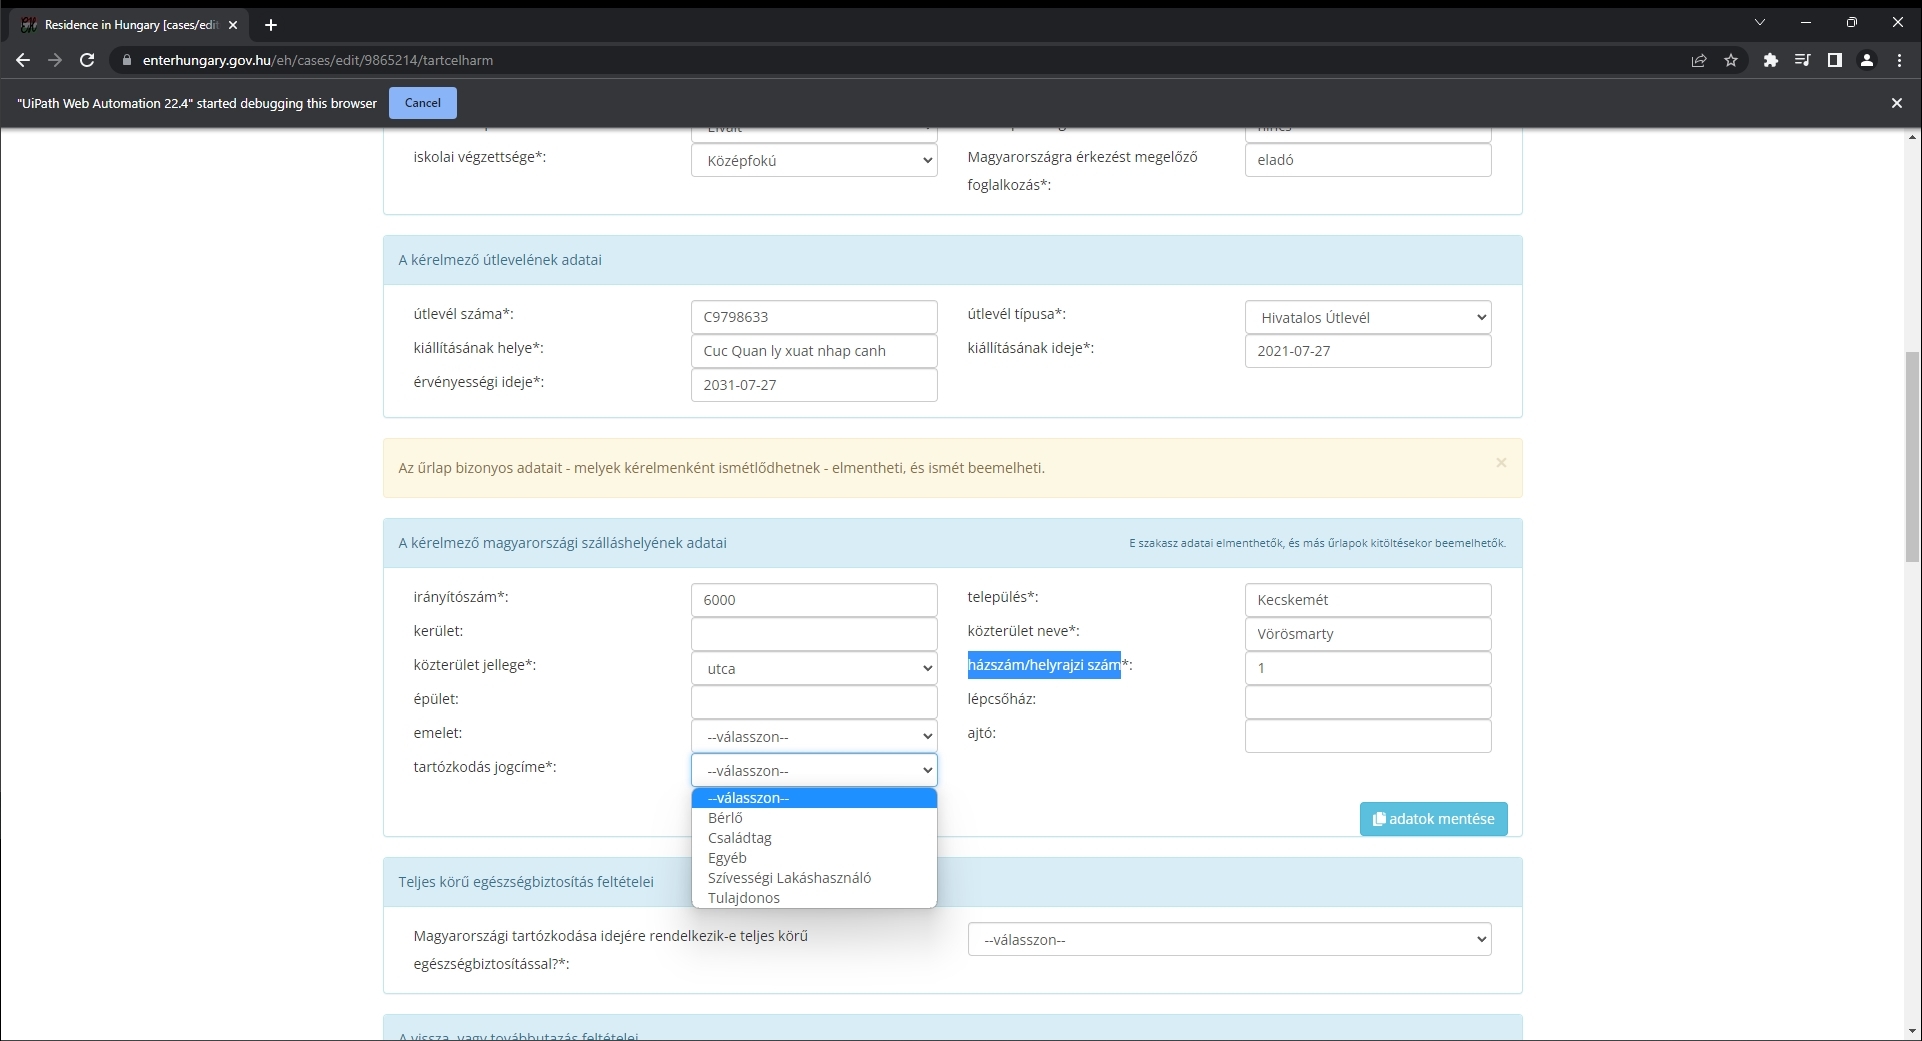 Residence in Hungary [cases/edit
enterhungary.gov.hu/eh/cases/edit/9865214/tartcelharm
"UiPath Web Automation 22.4" started debugging this browser
Cancel
Elvált
nincs
iskolai végzettsége*:
Középfokú
Magyarországra érkezést megelőző
foglalkozás*:
eladó
A kérelmező útlevelének adatai
útlevél száma*:
C9798633
útlevél típusa*:
Hivatalos Útlevél
kiállításának helye*:
Cuc Quan ly xuat nhap canh
kiállításának ideje*:
2021-07-27
érvényességi ideje*:
2031-07-27
Az űrlap bizonyos adatait - melyek kérelmenként ismétlődhetnek - elmentheti, és ismét beemelheti.
×
A kérelmező magyarországi szálláshelyének adatai
E szakasz adatai elmenthetők, és más űrlapok kitöltésekor beemelhetők.
irányítószám*:
6000
település*:
Kecskemét
kerület:
közterület neve*:
Vörösmarty
közterület jellege*:
utca
házszám/helyrajzi szám*:
1
épület:
lépcsőház:
emelet:
--válasszon--
ajtó:
tartózkodás jogcíme*:
--válasszon--
--válasszon--
Bérlő
Családtag
Egyéb
Szívességi Lakáshasználó
Tulajdonos
adatok mentése
Teljes körű egészségbiztosítás feltételei
Magyarországi tartózkodása idejére rendelkezik-e teljes körű
egészségbiztosítással?*:
--válasszon--
A vissza- vagy továbbutazás feltételei